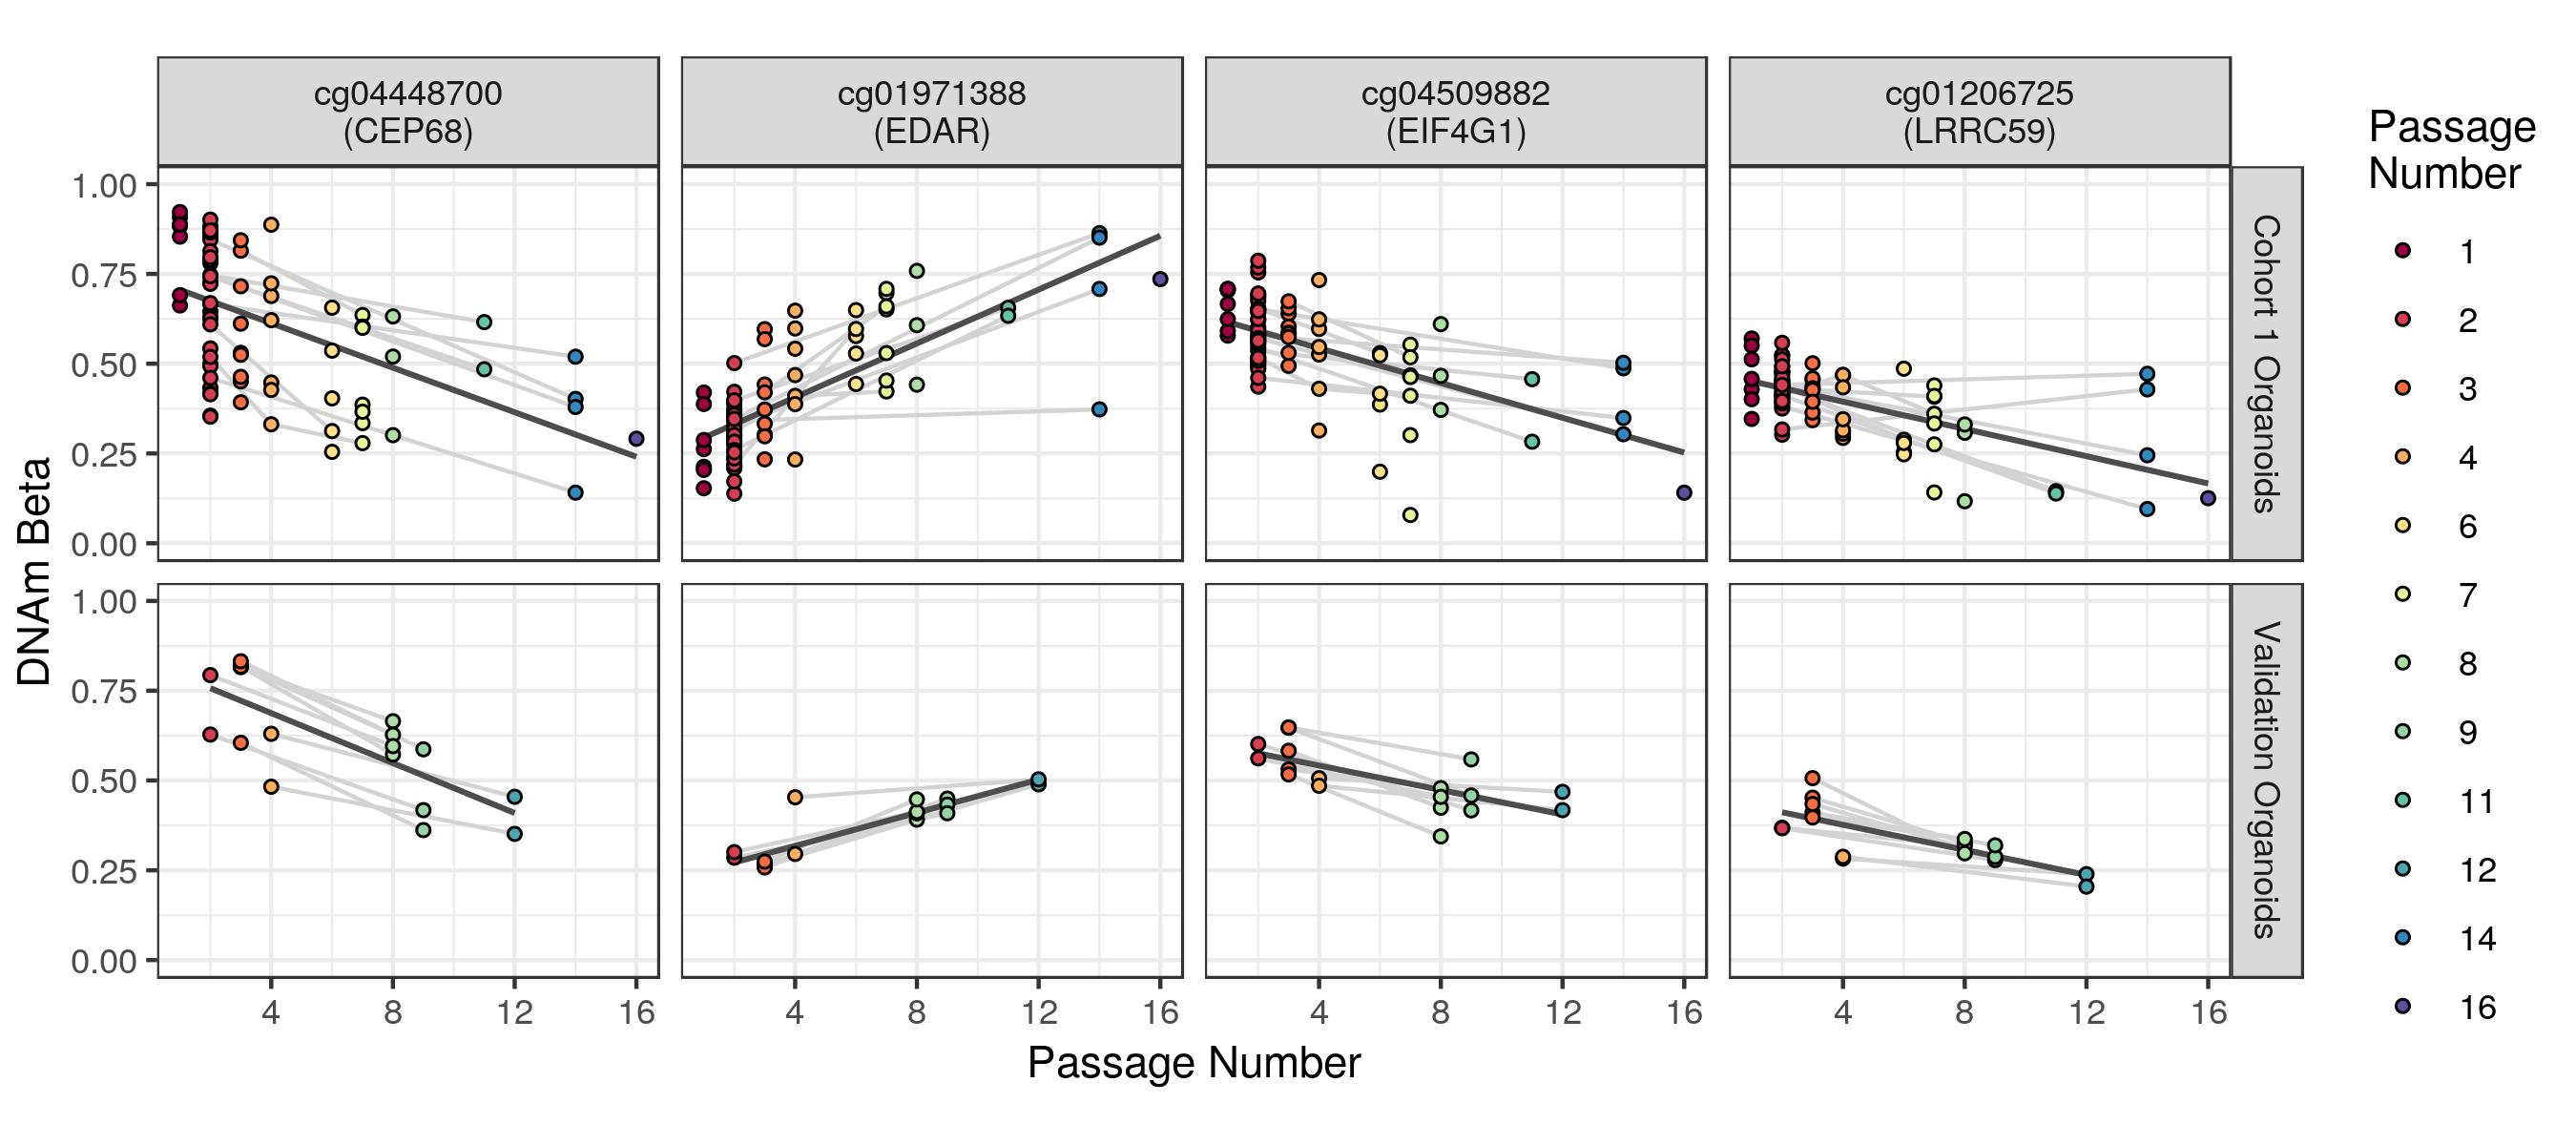 cg04448700
(CEP68)
cg01971388
(EDAR)
cg04509882
(EIF4G1)
cg01206725
(LRRC59)
Cohort 1 Organoids
Validation Organoids
DNAm Beta
1.00
0.75
0.50
0.25
0.00
1.00
0.75
0.50
0.25
0.00
4 8 12 16
4 8 12 16
4 8 12 16
4 8 12 16
Passage Number
Passage
Number
1
2
3
4
6
7
8
9
11
12
14
16